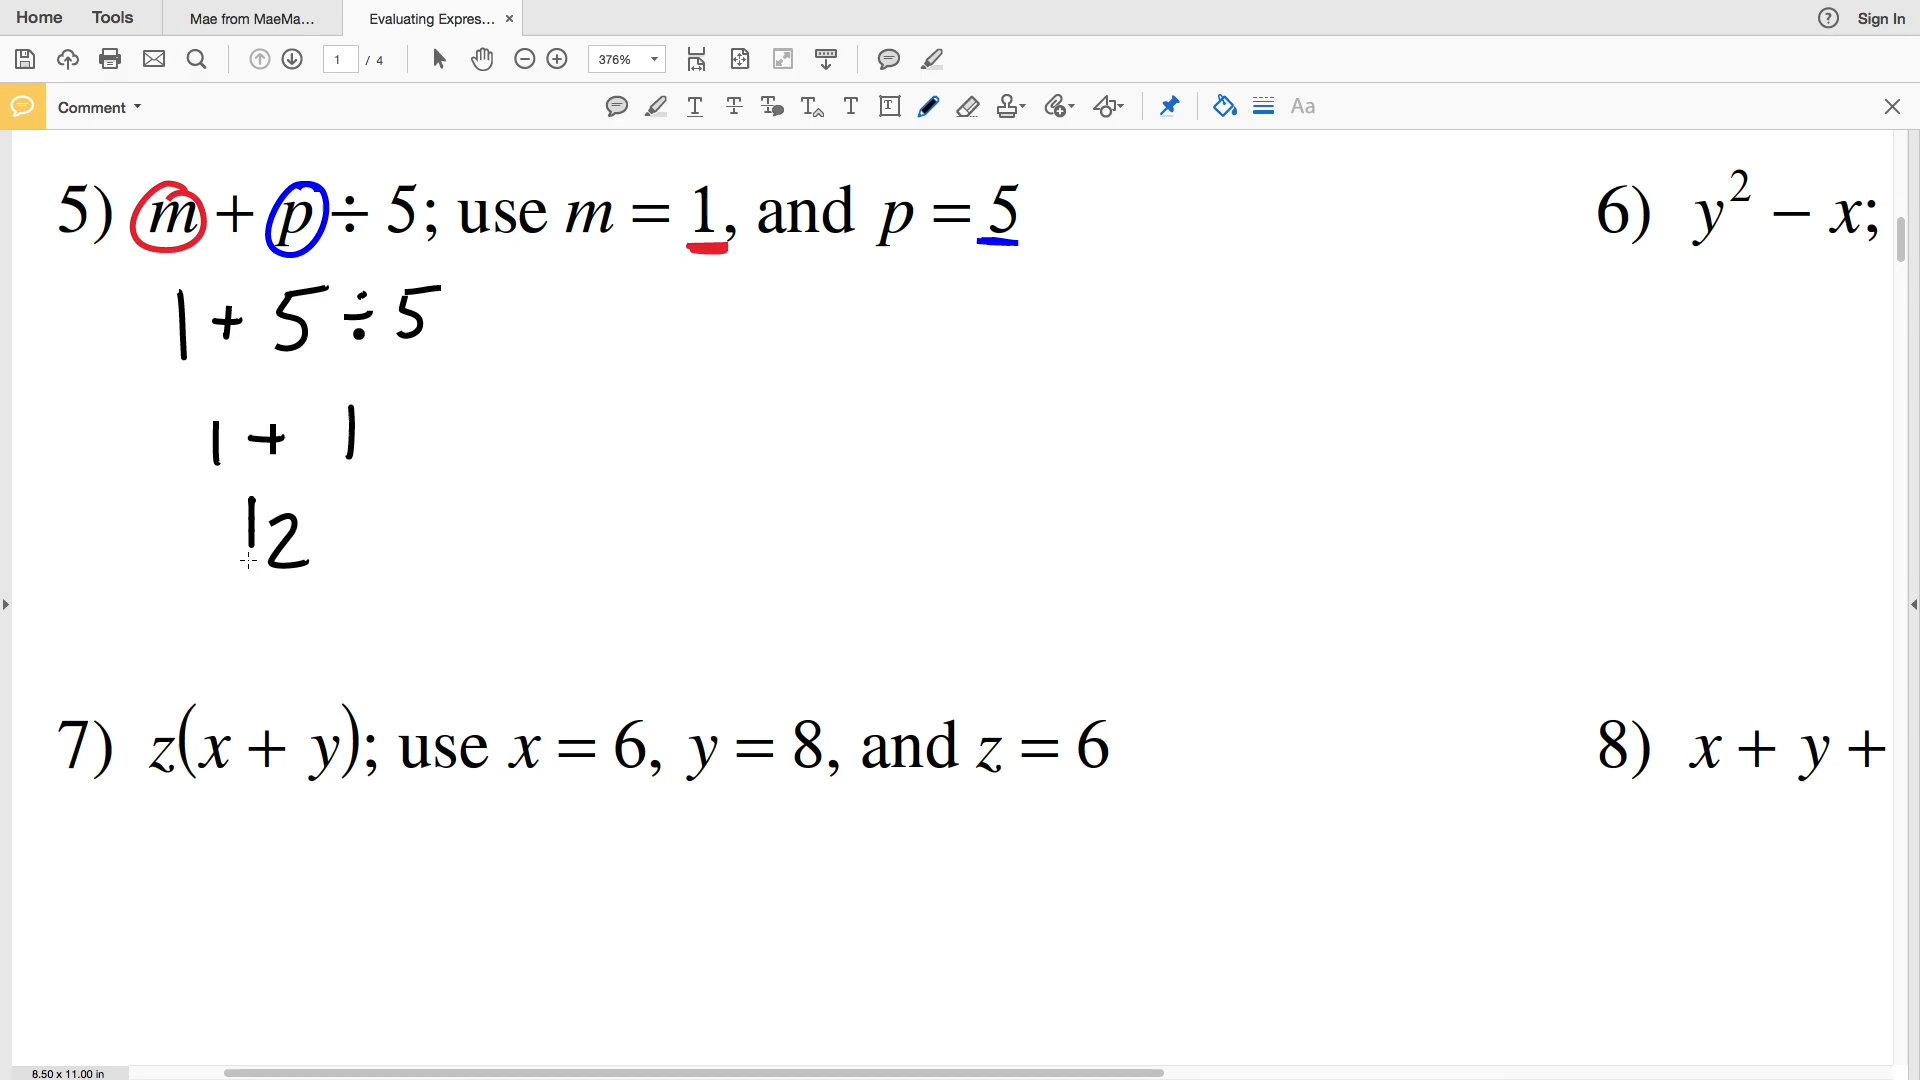 Home Tools Mae from MaeMa... Evaluating Expres... × ? Sign In
1 / 4 376%
Comment Aa
5) m + p ÷ 5; use m = 1, and p = 5
6) y² − x;
1 + 5 ÷ 5
1 + 1
12
7) z(x + y); use x = 6, y = 8, and z = 6
8) x + y +
8.50 x 11.00 in